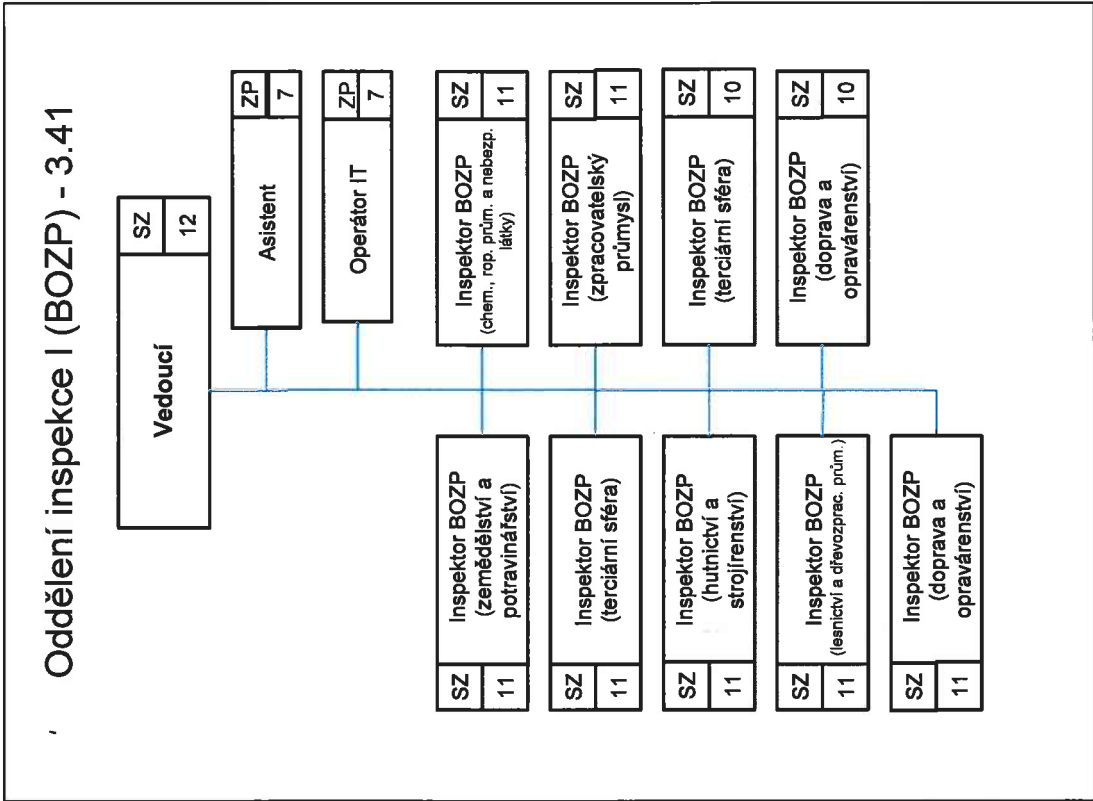 Oddělení inspekce I (BOZP) - 3.41
Vedoucí
SZ
12
Asistent
ZP
7
Operátor IT
ZP
7
SZ
11
Inspektor BOZP
(zemědělství a
potravinářství)
Inspektor BOZP
(chem., rop. prům. a nebezp.
látky)
SZ
11
SZ
11
Inspektor BOZP
(terciární sféra)
Inspektor BOZP
(zpracovatelský
průmysl)
SZ
11
SZ
11
Inspektor BOZP
(hutnictví a
strojírenství)
Inspektor BOZP
(terciární sféra)
SZ
10
SZ
11
Inspektor BOZP
(lesnictví a dřevozprac. prům.)
Inspektor BOZP
(doprava a
opravárenství)
SZ
10
SZ
11
Inspektor BOZP
(doprava a
opravárenství)